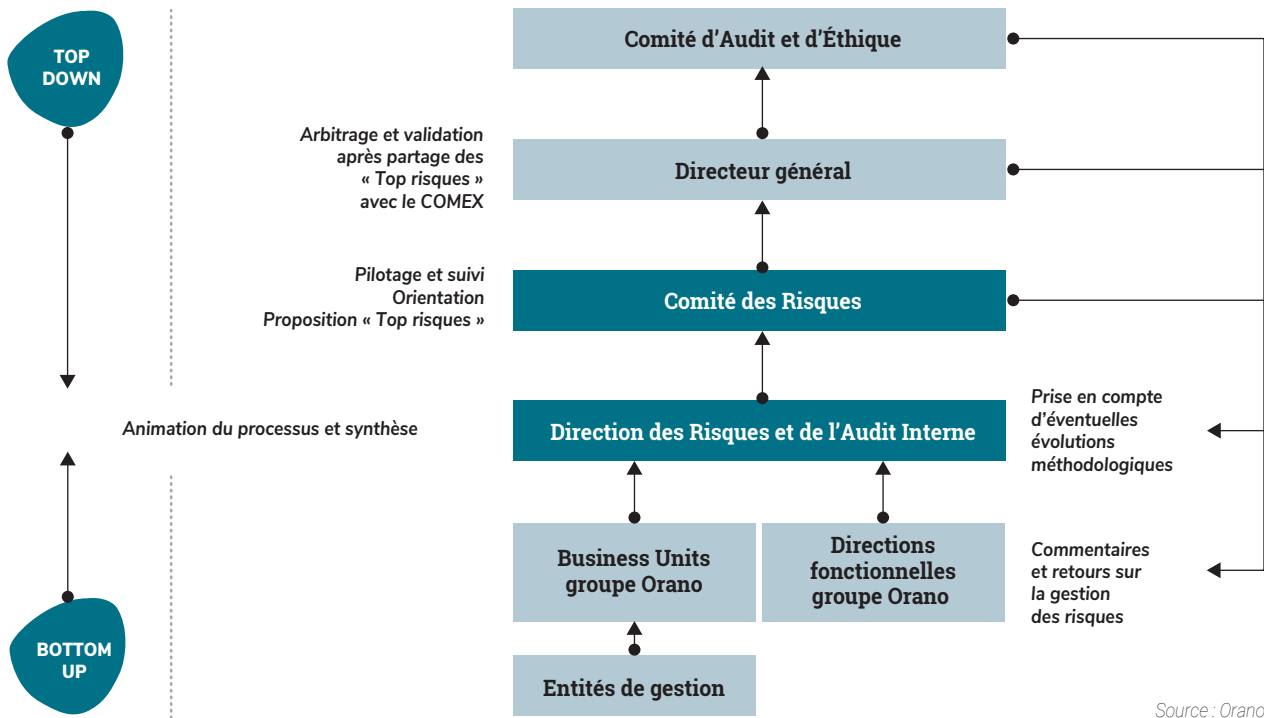 TOP
DOWN
Comité d'Audit et d'Éthique
Arbitrage et validation
après partage des
« Top risques »
avec le COMEX
Directeur général
Pilotage et suivi
Orientation
Proposition « Top risques »
Comité des Risques
Animation du processus et synthèse
Direction des Risques et de l'Audit Interne
Prise en compte
d'éventuelles
évolutions
méthodologiques
Business Units
groupe Orano
Directions
fonctionnelles
groupe Orano
Commentaires
et retours sur
la gestion
des risques
BOTTOM
UP
Entités de gestion
Source : Orano